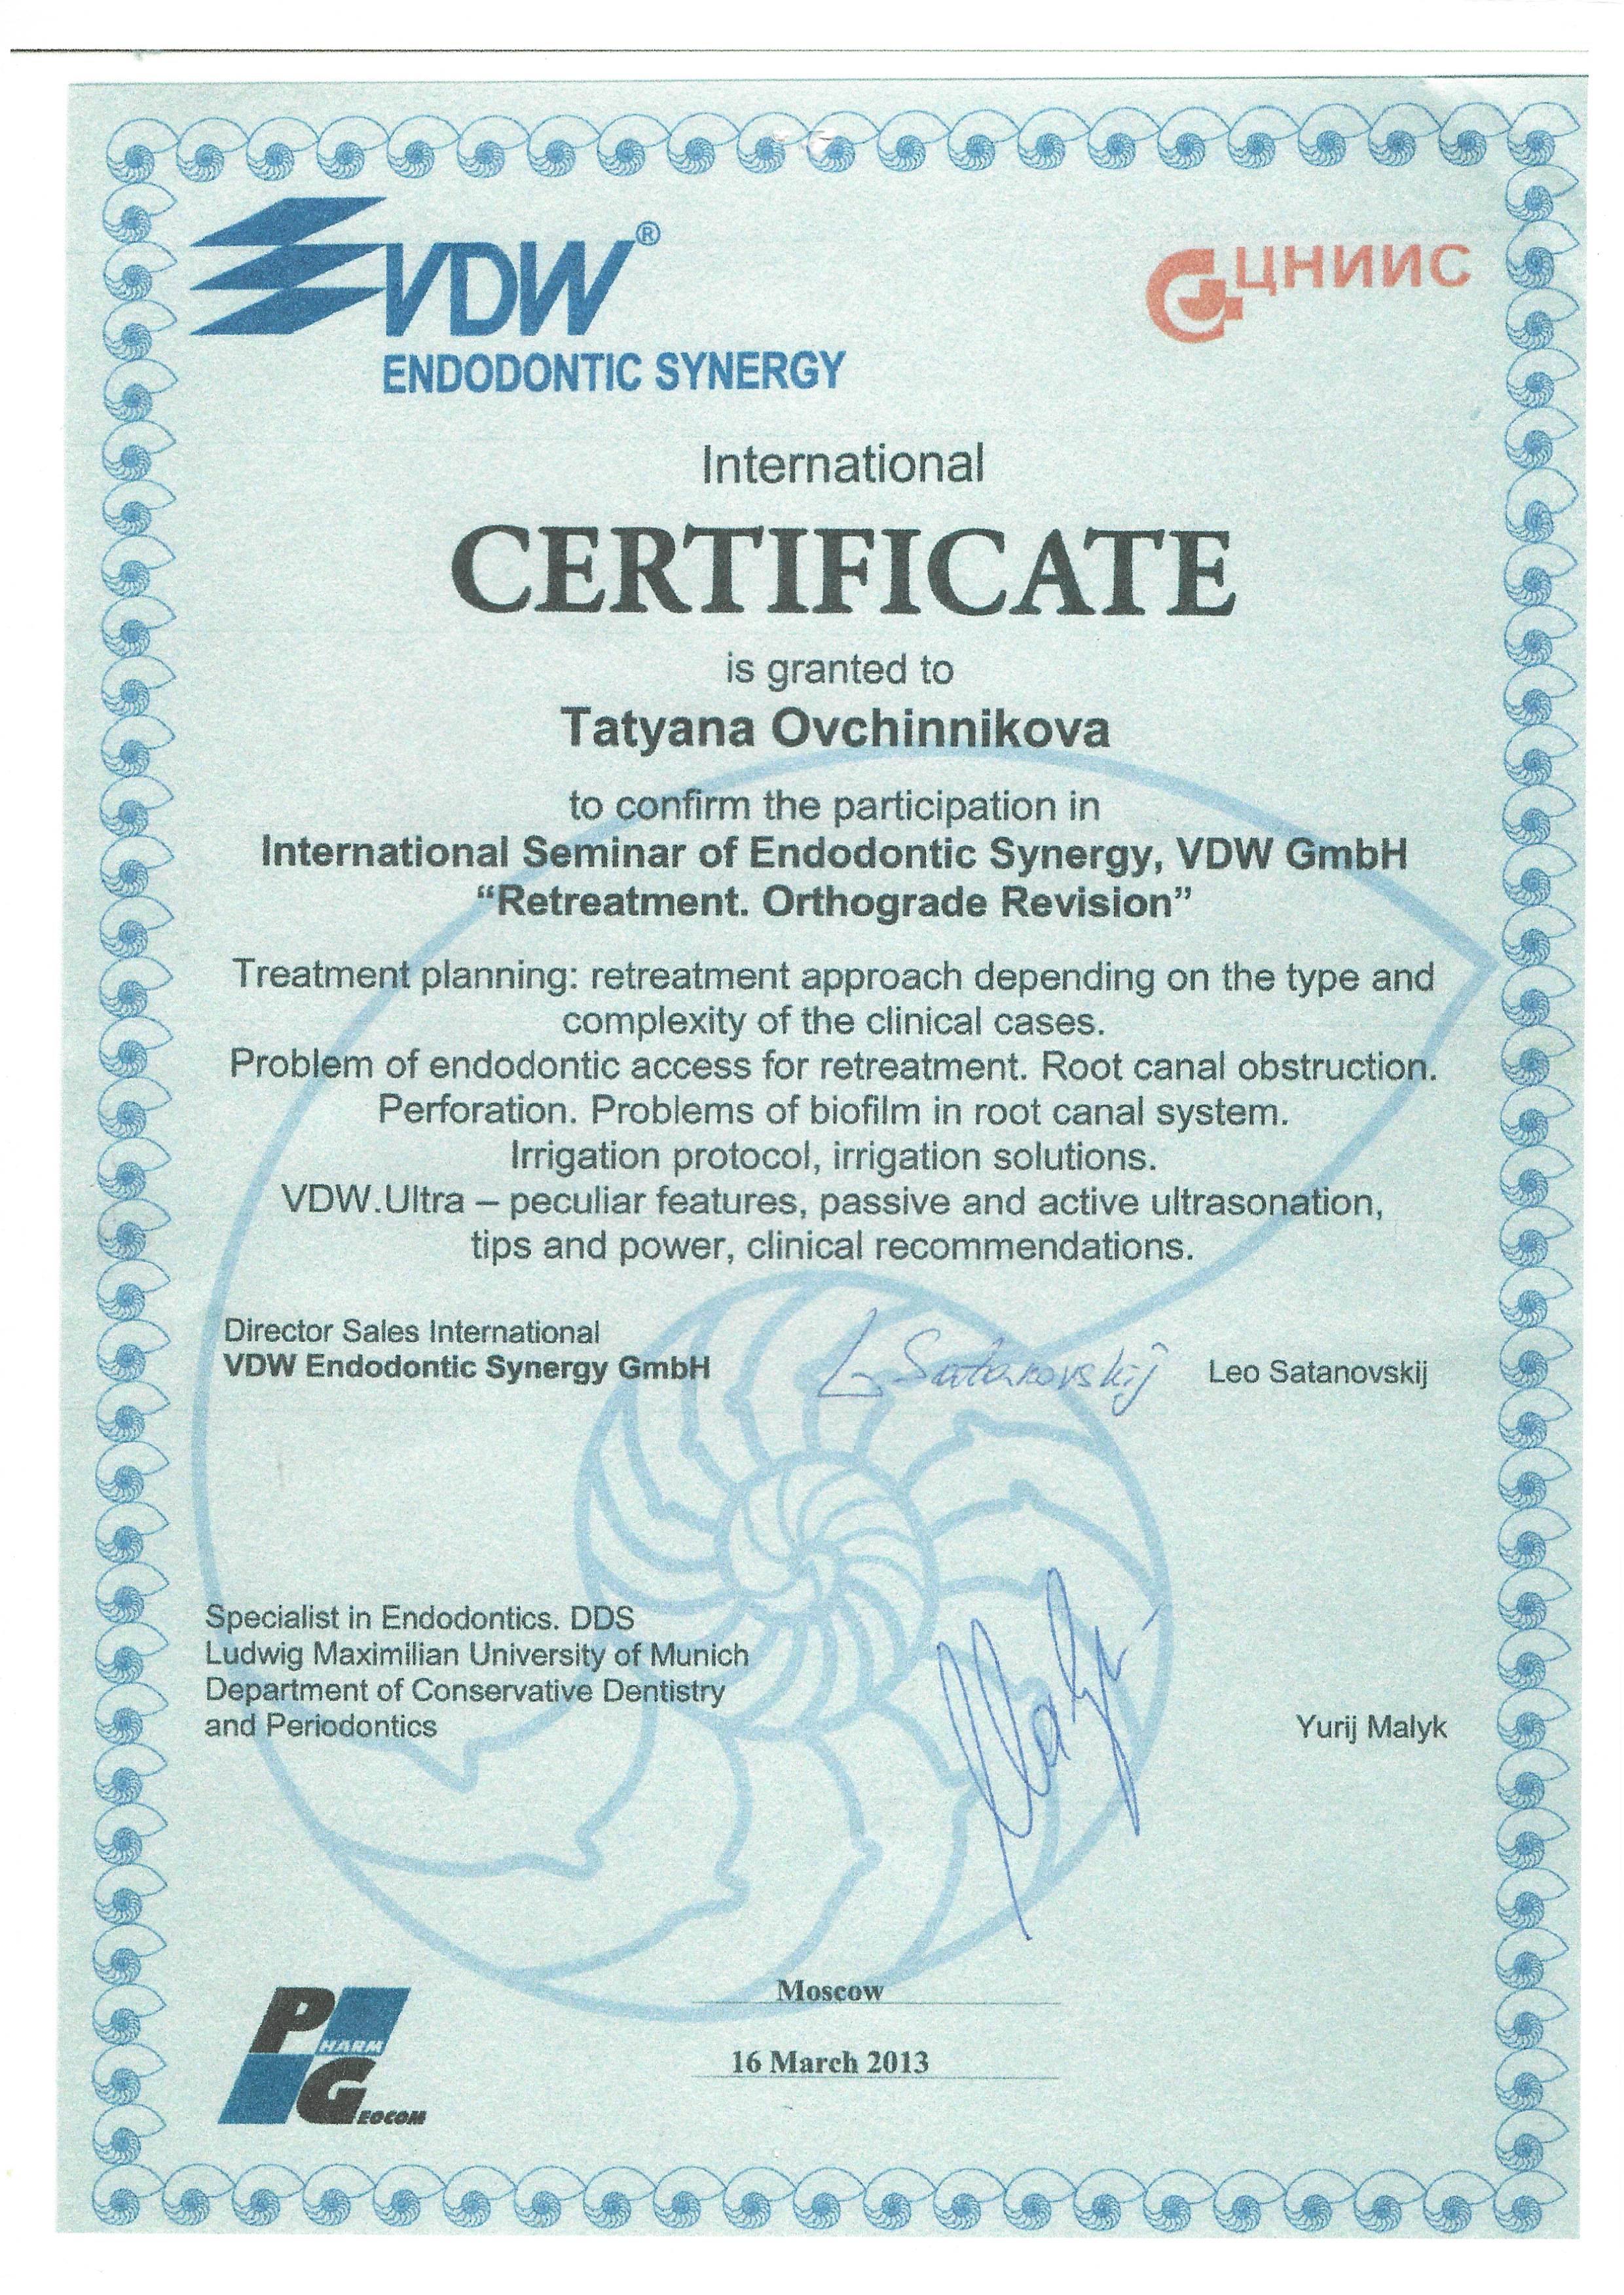 VDW®
ENDODONTIC SYNERGY
ЦНИИС
International
CERTIFICATE
is granted to
Tatyana Ovchinnikova
to confirm the participation in
International Seminar of Endodontic Synergy, VDW GmbH
“Retreatment. Orthograde Revision”
Treatment planning: retreatment approach depending on the type and
complexity of the clinical cases.
Problem of endodontic access for retreatment. Root canal obstruction.
Perforation. Problems of biofilm in root canal system.
Irrigation protocol, irrigation solutions.
VDW.Ultra – peculiar features, passive and active ultrasonation,
tips and power, clinical recommendations.
Director Sales International
VDW Endodontic Synergy GmbH
L Satanovskij
Leo Satanovskij
Specialist in Endodontics. DDS
Ludwig Maximilian University of Munich
Department of Conservative Dentistry
and Periodontics
Yurij Malyk
Moscow
16 March 2013
PHARM
GEOCOM